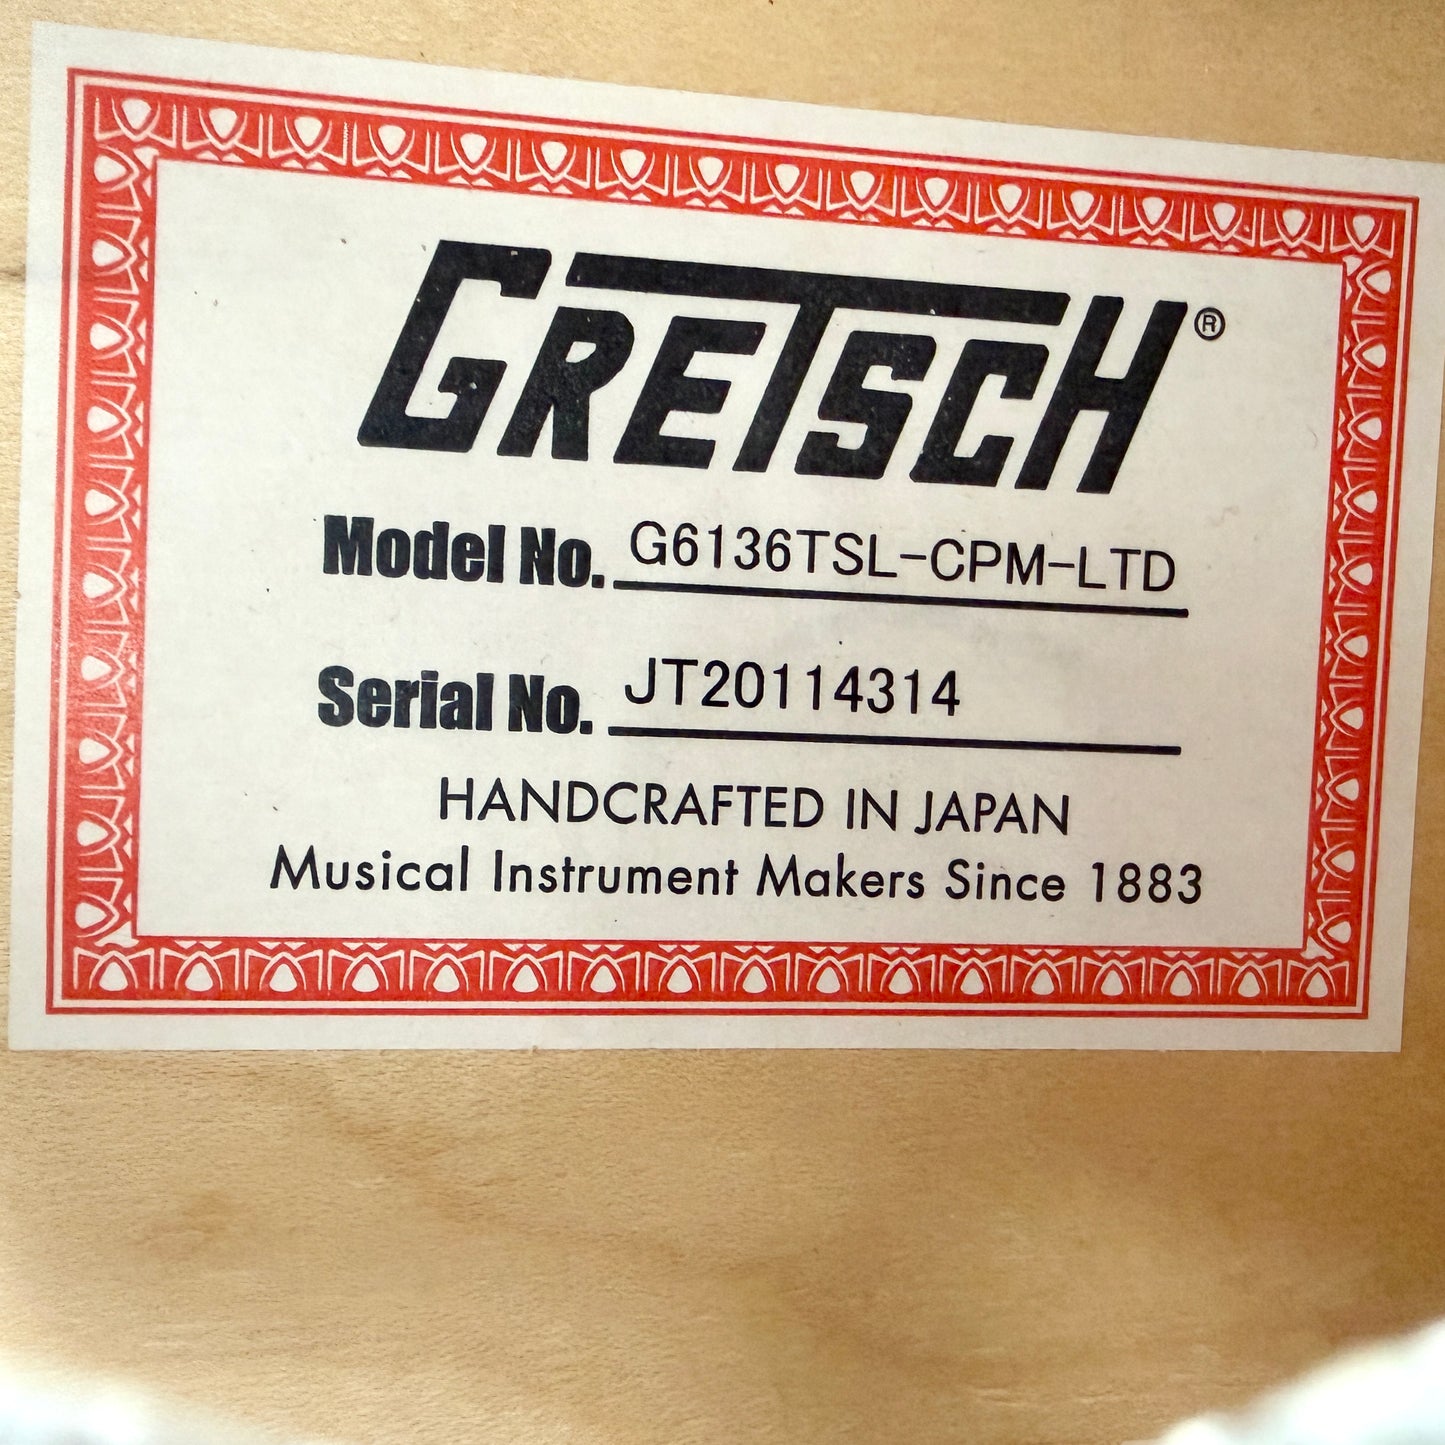 GRETSCH®
Model No. G6136TSL-CPM-LTD
Serial No. JT20114314
HANDCRAFTED IN JAPAN
Musical Instrument Makers Since 1883